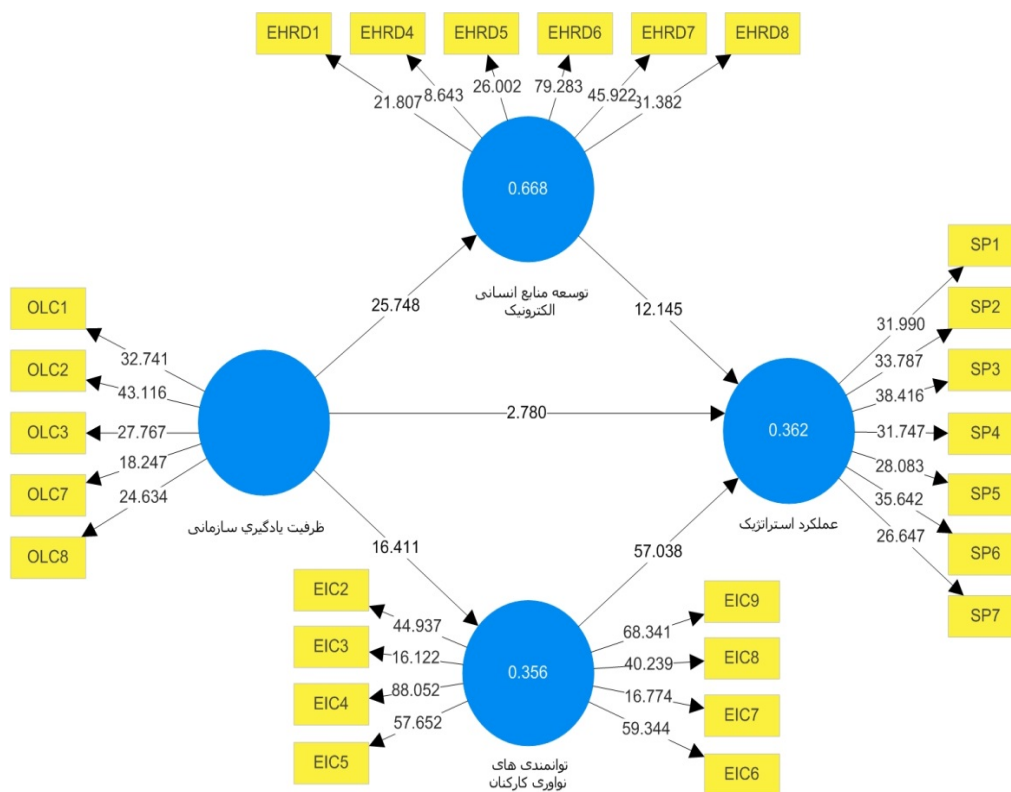 EHRD1 EHRD4 EHRD5 EHRD6 EHRD7 EHRD8
21.807 8.643 26.002 79.283 45.922 31.382
0.668
توسعه منابع انسانی
الکترونیک
25.748
12.145
OLC1
OLC2
OLC3
OLC7
OLC8
32.741
43.116
27.767
18.247
24.634
ظرفیت یادگیري سازمانی
2.780
0.362
عملکرد استراتژیک
SP1
SP2
SP3
SP4
SP5
SP6
SP7
31.990
33.787
38.416
31.747
28.083
35.642
26.647
16.411
57.038
EIC2
EIC3
EIC4
EIC5
44.937
16.122
88.052
57.652
0.356
توانمندی های
نواوری کارکنان
68.341
40.239
16.774
59.344
EIC9
EIC8
EIC7
EIC6